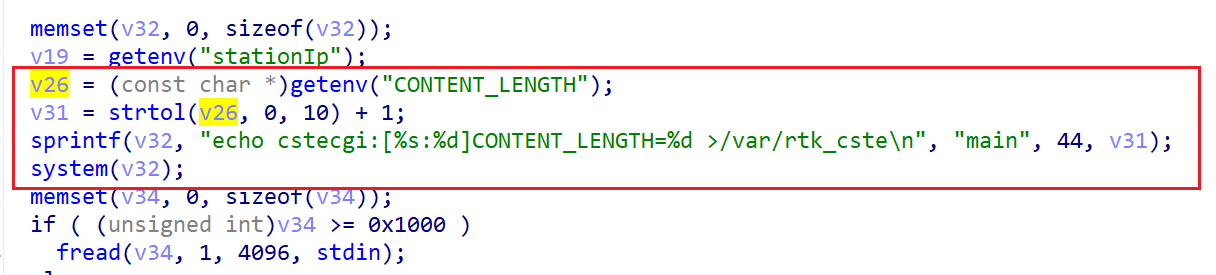 memset(v32, 0, sizeof(v32));
v19 = getenv("stationIp");
v26 = (const char *)getenv("CONTENT_LENGTH");
v31 = strtol(v26, 0, 10) + 1;
sprintf(v32, "echo cstecgi:[%s:%d]CONTENT_LENGTH=%d >/var/rtk_cste\n", "main", 44, v31);
system(v32);
memset(v34, 0, sizeof(v34));
if ( (unsigned int)v34 >= 0x1000 )
fread(v34, 1, 4096, stdin);